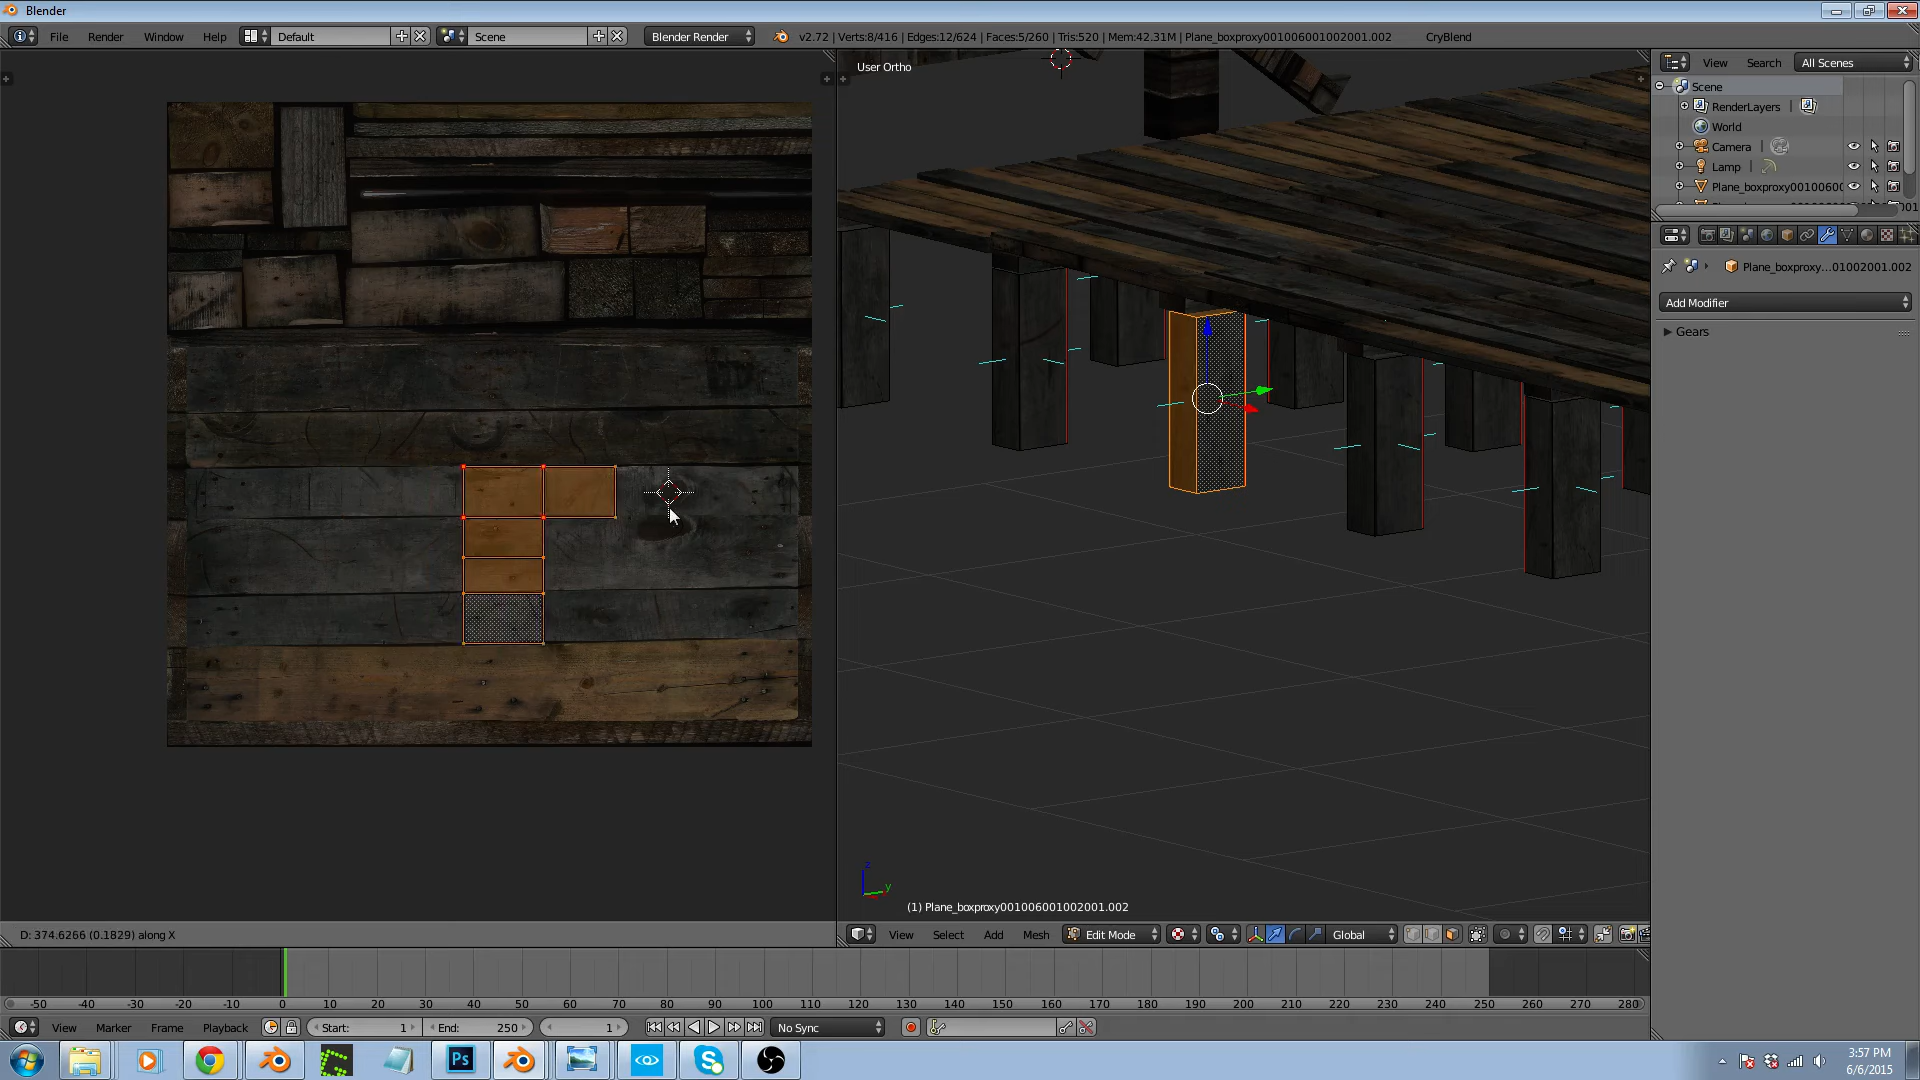 Blender
File Render Window Help Default Scene Blender Render v2.72 | Verts:8/416 | Edges:12/624 | Faces:5/260 | Tris:520 | Mem:42.31M | Plane_boxproxy001006001002001.002 CryBlend
User Ortho
View Search All Scenes
Scene
RenderLayers
World
Camera
Lamp
Plane_boxproxy00100600
Plane_boxproxy...01002001.002
Add Modifier
Gears
z
y
(1) Plane_boxproxy001006001002001.002
D: 374.6266 (0.1829) along X
View Select Add Mesh Edit Mode Global
-50 -40 -30 -20 -10 0 10 20 30 40 50 60 70 80 90 100 110 120 130 140 150 160 170 180 190 200 210 220 230 240 250 260 270 280
View Marker Frame Playback Start: 1 End: 250 1 No Sync
Ps
3:57 PM
6/6/2015